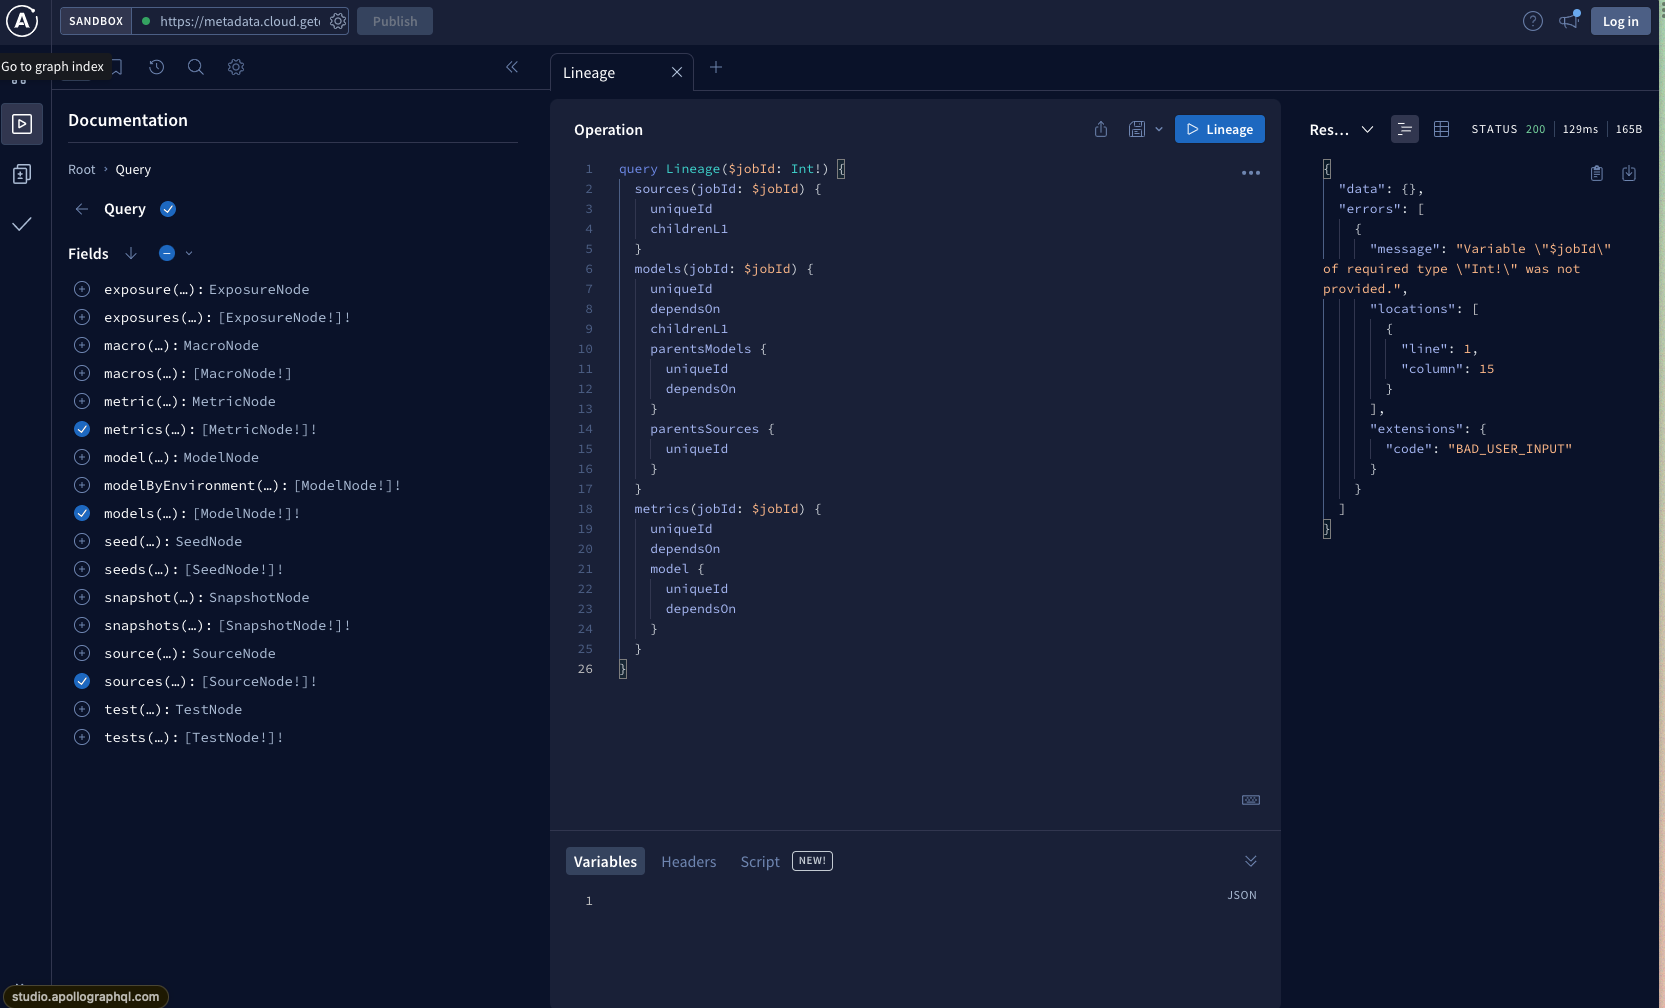 SANDBOX
https://metadata.cloud.get
Publish
Log in
Go to graph index
Lineage
Documentation
Root › Query
Query
Fields
exposure(…): ExposureNode
exposures(…): [ExposureNode!]!
macro(…): MacroNode
macros(…): [MacroNode!]
metric(…): MetricNode
metrics(…): [MetricNode!]!
model(…): ModelNode
modelByEnvironment(…): [ModelNode!]!
models(…): [ModelNode!]!
seed(…): SeedNode
seeds(…): [SeedNode!]!
snapshot(…): SnapshotNode
snapshots(…): [SnapshotNode!]!
source(…): SourceNode
sources(…): [SourceNode!]!
test(…): TestNode
tests(…): [TestNode!]!
studio.apollographql.com
Operation
Lineage
1 query Lineage($jobId: Int!) {
2 sources(jobId: $jobId) {
3 uniqueId
4 childrenL1
5 }
6 models(jobId: $jobId) {
7 uniqueId
8 dependsOn
9 childrenL1
10 parentsModels {
11 uniqueId
12 dependsOn
13 }
14 parentsSources {
15 uniqueId
16 }
17 }
18 metrics(jobId: $jobId) {
19 uniqueId
20 dependsOn
21 model {
22 uniqueId
23 dependsOn
24 }
25 }
26 }
Variables Headers Script NEW!
JSON
1
Res... STATUS 200 129ms 165B
{
"data": {},
"errors": [
{
"message": "Variable \"$jobId\"
of required type \"Int!\" was not
provided.",
"locations": [
{
"line": 1,
"column": 15
}
],
"extensions": {
"code": "BAD_USER_INPUT"
}
}
]
}